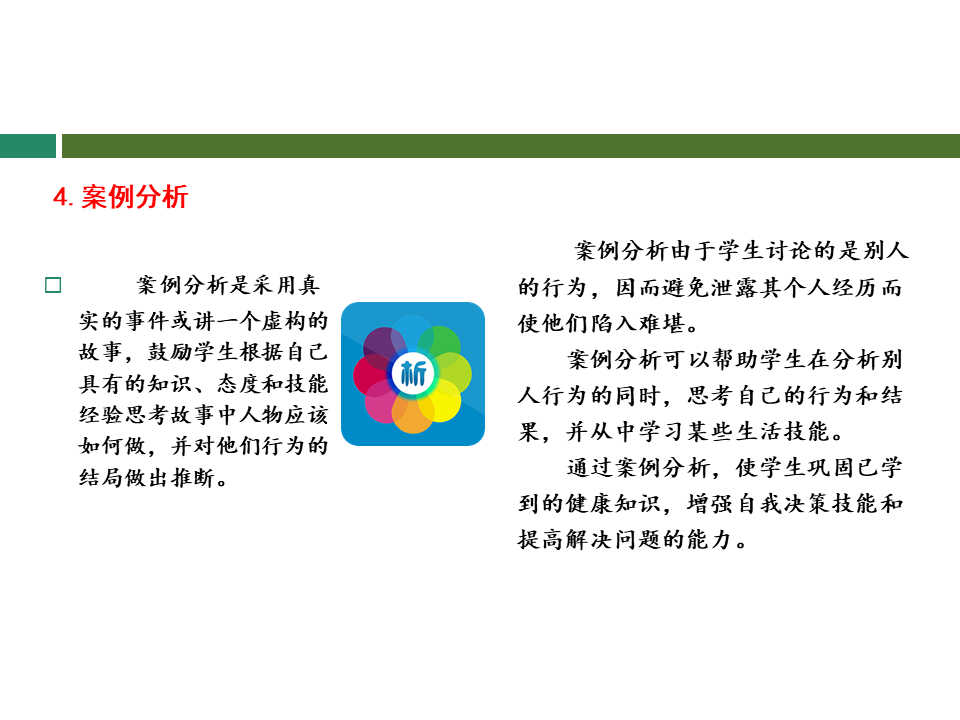 4. 案例分析
案例分析是采用真
实的事件或讲一个虚构的
故事，鼓励学生根据自己
具有的知识、态度和技能
经验思考故事中人物应该
如何做，并对他们行为的
结局做出推断。
析
案例分析由于学生讨论的是别人
的行为，因而避免泄露其个人经历而
使他们陷入难堪。
案例分析可以帮助学生在分析别
人行为的同时，思考自己的行为和结
果，并从中学习某些生活技能。
通过案例分析，使学生巩固已学
到的健康知识，增强自我决策技能和
提高解决问题的能力。